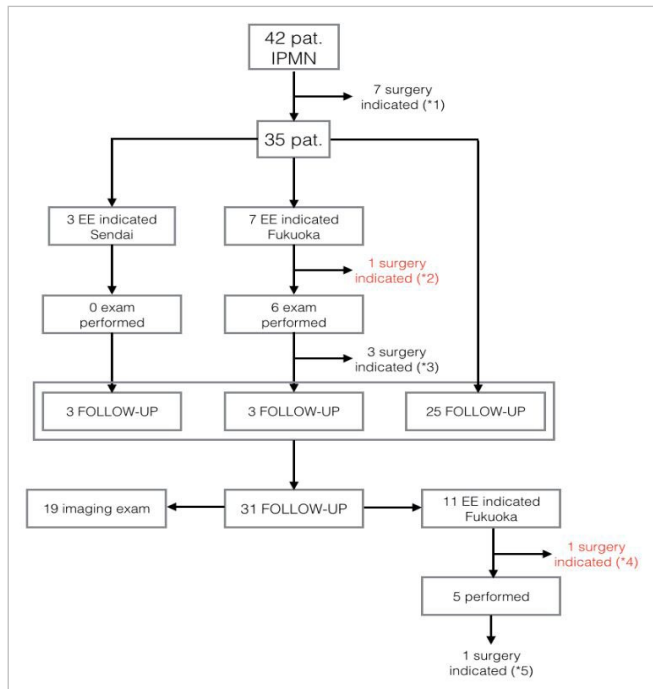 42 pat.
IPMN
7 surgery
indicated (*1)
35 pat.
3 EE indicated
Sendai
7 EE indicated
Fukuoka
1 surgery
indicated (*2)
0 exam
performed
6 exam
performed
3 surgery
indicated (*3)
3 FOLLOW-UP
3 FOLLOW-UP
25 FOLLOW-UP
19 imaging exam
31 FOLLOW-UP
11 EE indicated
Fukuoka
1 surgery
indicated (*4)
5 performed
1 surgery
indicated (*5)